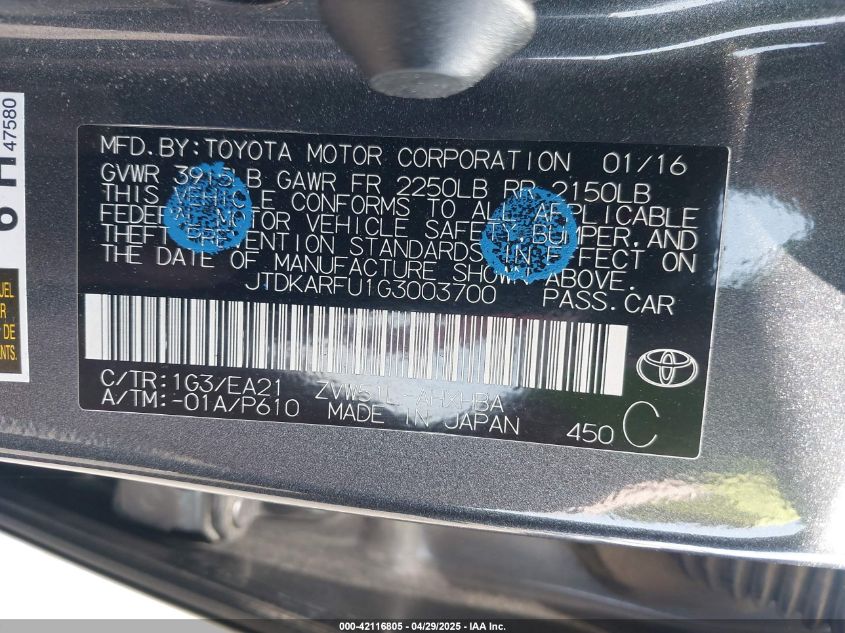 MFD.BY:TOYOTA MOTOR CORPORATION 01/16
GVWR 3915LB GAWR FR 2250LB RR 2150LB
THIS VEHICLE CONFORMS TO ALL APPLICABLE
FEDERAL MOTOR VEHICLE SAFETY,BUMPER,AND
THEFT PREVENTION STANDARDS IN EFFECT ON
THE DATE OF MANUFACTURE SHOWN ABOVE.
JTDKARFU1G3003700 PASS.CAR
C/TR:1G3/EA21
A/TM:-01A/P610 MADE IN JAPAN
450 C
47580
UEL
DE
000-42116805 - 04/29/2025 - IAA Inc.